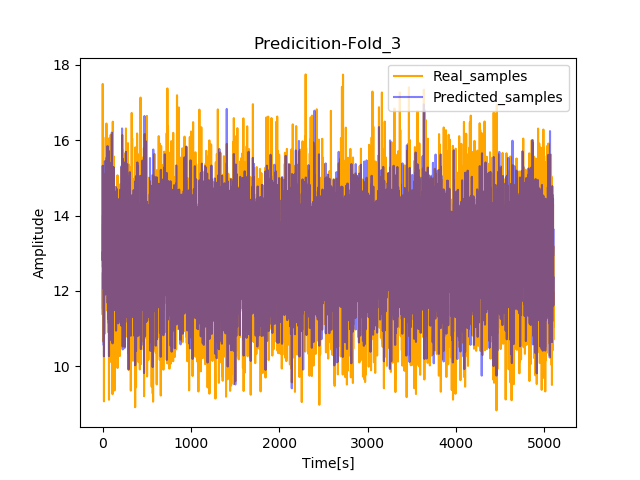 Predicition-Fold_3
Real_samples
Predicted_samples
18
16
14
12
10
Amplitude
0 1000 2000 3000 4000 5000
Time[s]